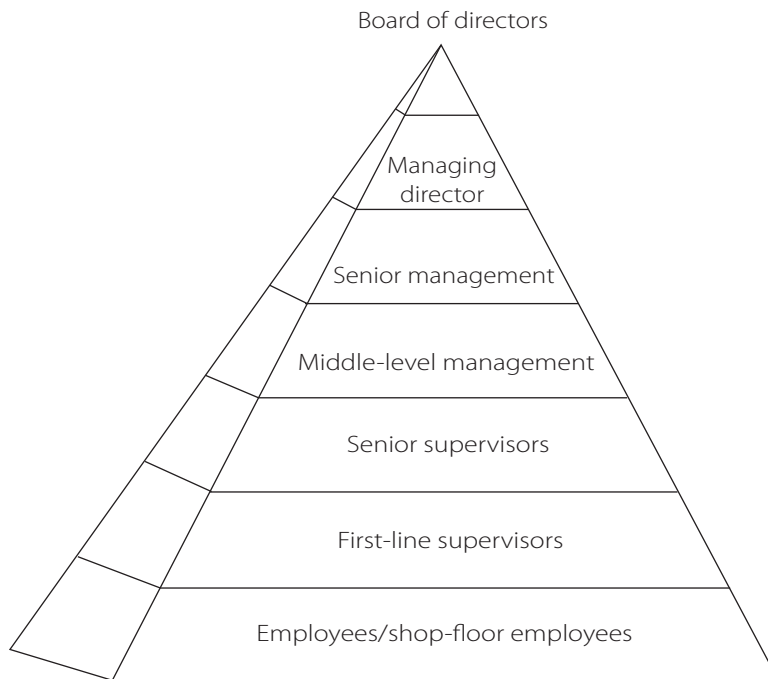 Board of directors
Managing
director
Senior management
Middle-level management
Senior supervisors
First-line supervisors
Employees/shop-floor employees